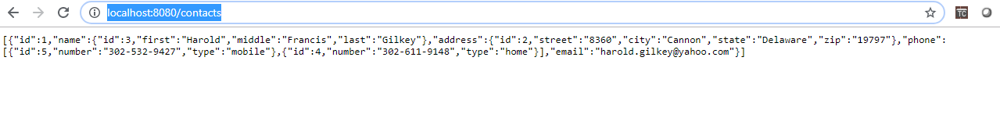 localhost:8080/contacts
TC
[{"id":1,"name":{"id":3,"first":"Harold","middle":"Francis","last":"Gilkey"},"address":{"id":2,"street":"8360","city":"Cannon","state":"Delaware","zip":"19797"},"phone":
[{"id":5,"number":"302-532-9427","type":"mobile"},{"id":4,"number":"302-611-9148","type":"home"}],"email":"harold.gilkey@yahoo.com"}]